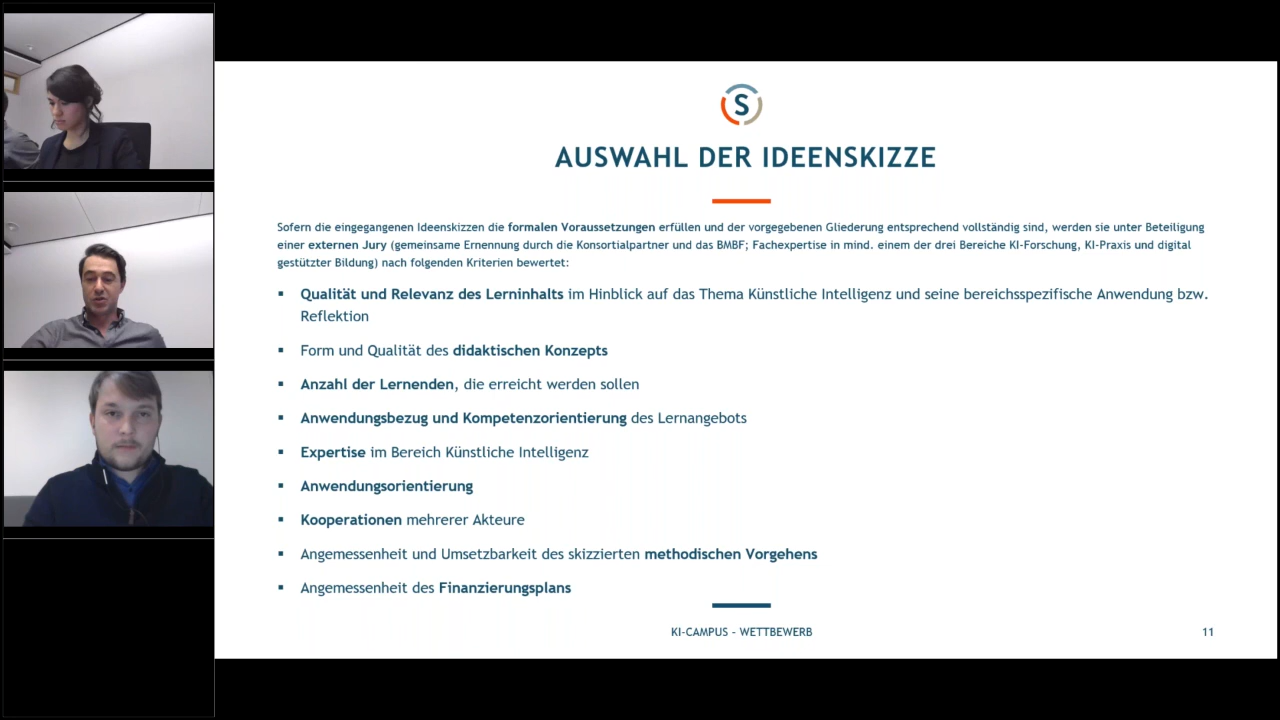 S
AUSWAHL DER IDEENSKIZZE
Sofern die eingegangenen Ideenskizzen die formalen Voraussetzungen erfüllen und der vorgegebenen Gliederung entsprechend vollständig sind, werden sie unter Beteiligung
einer externen Jury (gemeinsame Ernennung durch die Konsortialpartner und das BMBF; Fachexpertise in mind. einem der drei Bereiche KI-Forschung, KI-Praxis und digital
gestützter Bildung) nach folgenden Kriterien bewertet:
▪ Qualität und Relevanz des Lerninhalts im Hinblick auf das Thema Künstliche Intelligenz und seine bereichsspezifische Anwendung bzw.
Reflektion
▪ Form und Qualität des didaktischen Konzepts
▪ Anzahl der Lernenden, die erreicht werden sollen
▪ Anwendungsbezug und Kompetenzorientierung des Lernangebots
▪ Expertise im Bereich Künstliche Intelligenz
▪ Anwendungsorientierung
▪ Kooperationen mehrerer Akteure
▪ Angemessenheit und Umsetzbarkeit des skizzierten methodischen Vorgehens
▪ Angemessenheit des Finanzierungsplans
KI-CAMPUS - WETTBEWERB
11